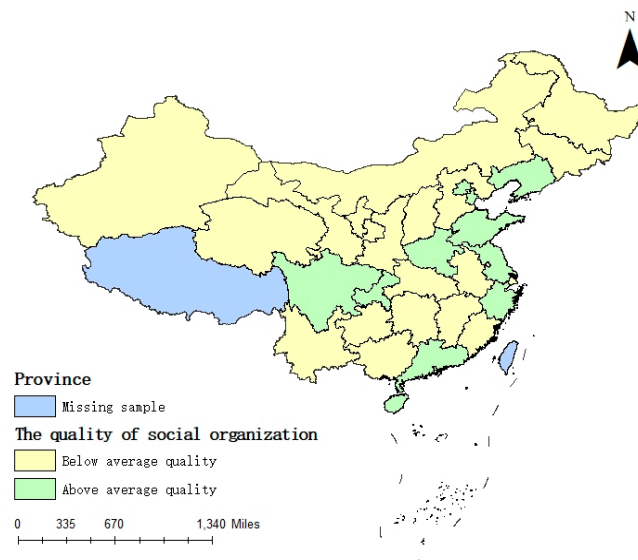 N
Province
Missing sample
The quality of social organization
Below average quality
Above average quality
0 335 670 1,340 Miles